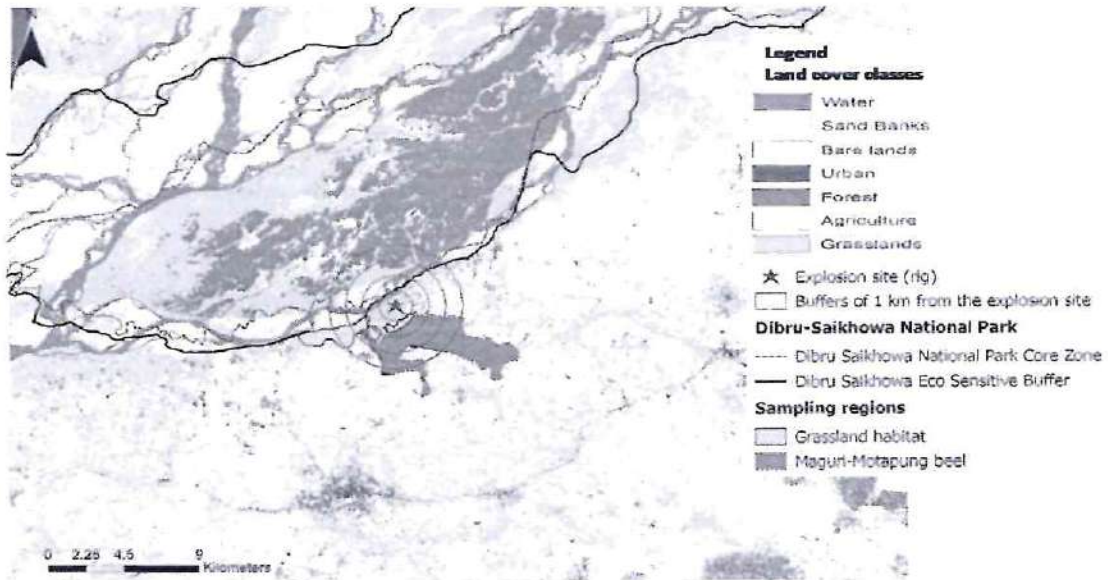 Legend
Land cover classes
Water
Sand Banks
Bare lands
Urban
Forest
Agriculture
Grasslands
Explosion site (rig)
Buffers of 1 km from the explosion site
Dibru-Saikhowa National Park
Dibru Saikhowa National Park Core Zone
Dibru Saikhowa Eco Sensitive Buffer
Sampling regions
Grassland habitat
Maguri-Motapung beel
0 2.25 4.5 9
Kilometers